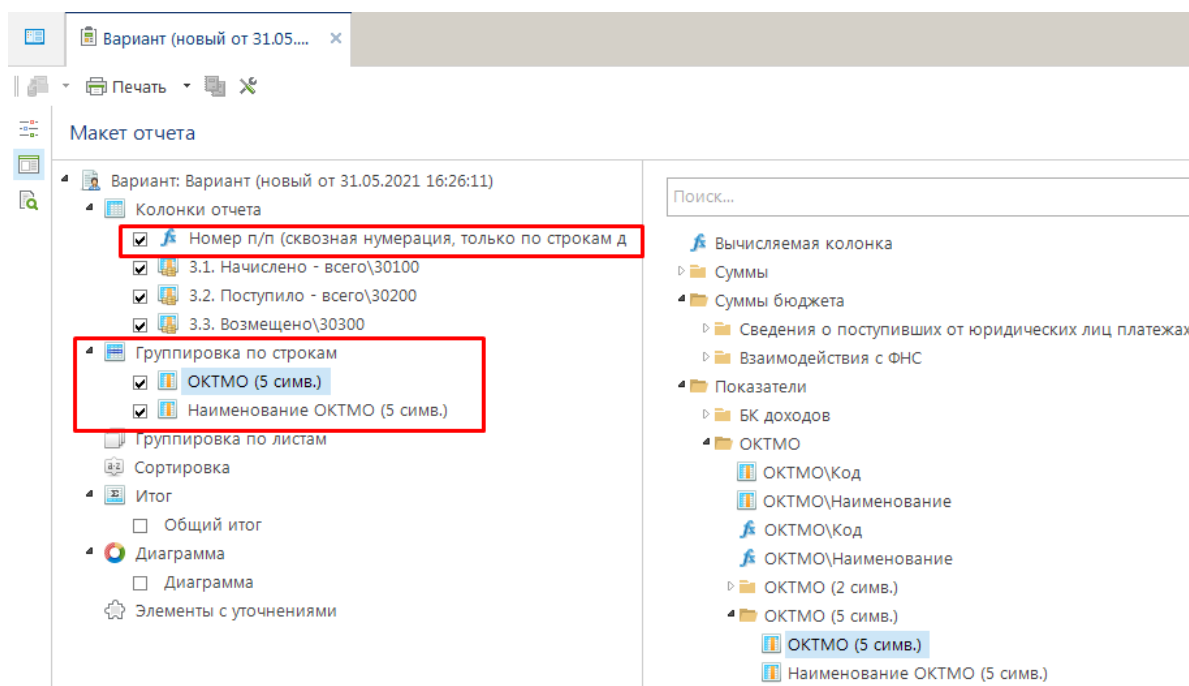 Вариант (новый от 31.05....
Печать
Макет отчета
Вариант: Вариант (новый от 31.05.2021 16:26:11)
Колонки отчета
Номер п/п (сквозная нумерация, только по строкам д
3.1. Начислено - всего\30100
3.2. Поступило - всего\30200
3.3. Возмещено\30300
Группировка по строкам
ОКТМО (5 симв.)
Наименование ОКТМО (5 симв.)
Группировка по листам
Сортировка
Итог
Общий итог
Диаграмма
Диаграмма
Элементы с уточнениями
Поиск...
Вычисляемая колонка
Суммы
Суммы бюджета
Сведения о поступивших от юридических лиц платежах
Взаимодействия с ФНС
Показатели
БК доходов
ОКТМО
ОКТМО\Код
ОКТМО\Наименование
ОКТМО\Код
ОКТМО\Наименование
ОКТМО (2 симв.)
ОКТМО (5 симв.)
ОКТМО (5 симв.)
Наименование ОКТМО (5 симв.)